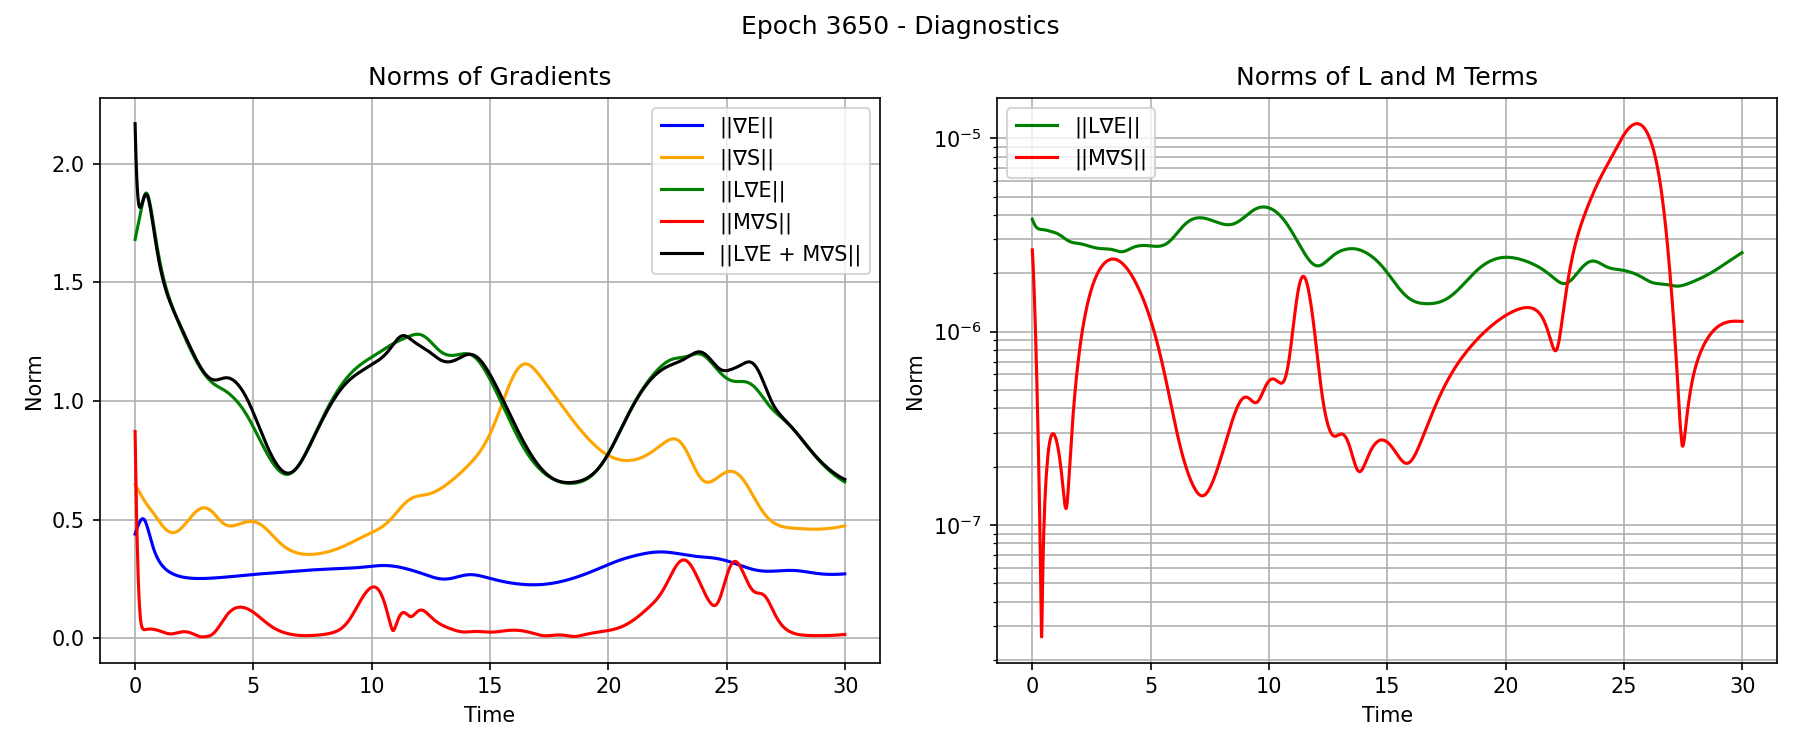 Epoch 3650 - Diagnostics
Norms of Gradients
Norm
2.0
1.5
1.0
0.5
0.0
||∇E||
||∇S||
||L∇E||
||M∇S||
||L∇E + M∇S||
0 5 10 15 20 25 30
Time
Norms of L and M Terms
Norm
10⁻⁵
10⁻⁶
10⁻⁷
||L∇E||
||M∇S||
0 5 10 15 20 25 30
Time